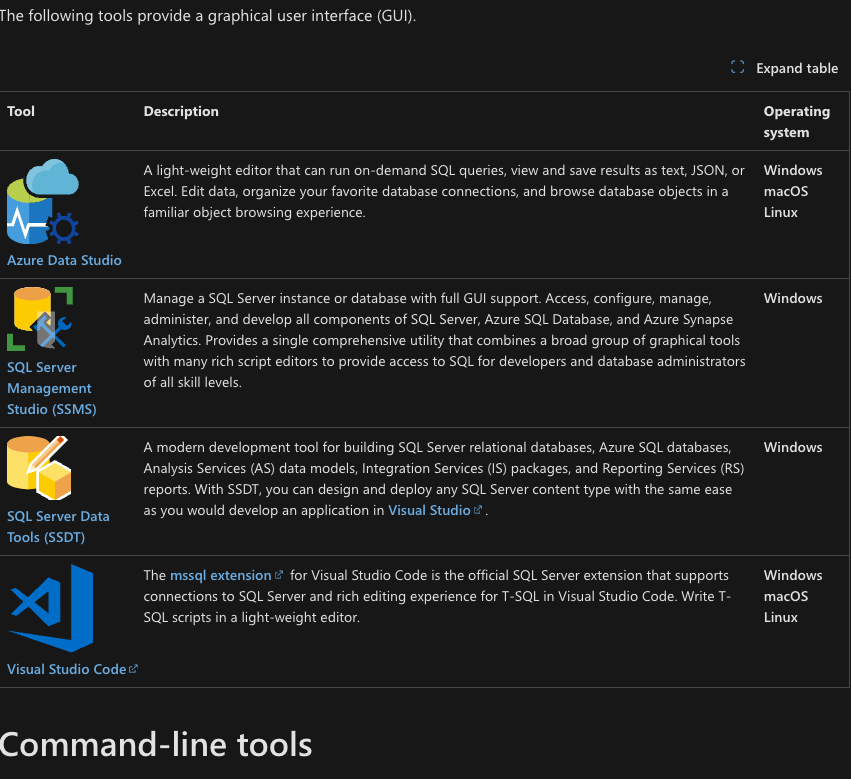 The following tools provide a graphical user interface (GUI).
Expand table
Tool
Description
Operating
system
A light-weight editor that can run on-demand SQL queries, view and save results as text, JSON, or
Excel. Edit data, organize your favorite database connections, and browse database objects in a
familiar object browsing experience.
Windows
macOS
Linux
Azure Data Studio
Manage a SQL Server instance or database with full GUI support. Access, configure, manage,
administer, and develop all components of SQL Server, Azure SQL Database, and Azure Synapse
Analytics. Provides a single comprehensive utility that combines a broad group of graphical tools
with many rich script editors to provide access to SQL for developers and database administrators
of all skill levels.
Windows
SQL Server
Management
Studio (SSMS)
A modern development tool for building SQL Server relational databases, Azure SQL databases,
Analysis Services (AS) data models, Integration Services (IS) packages, and Reporting Services (RS)
reports. With SSDT, you can design and deploy any SQL Server content type with the same ease
as you would develop an application in Visual Studio .
Windows
SQL Server Data
Tools (SSDT)
The mssql extension for Visual Studio Code is the official SQL Server extension that supports
connections to SQL Server and rich editing experience for T-SQL in Visual Studio Code. Write T-
SQL scripts in a light-weight editor.
Windows
macOS
Linux
Visual Studio Code
Command-line tools